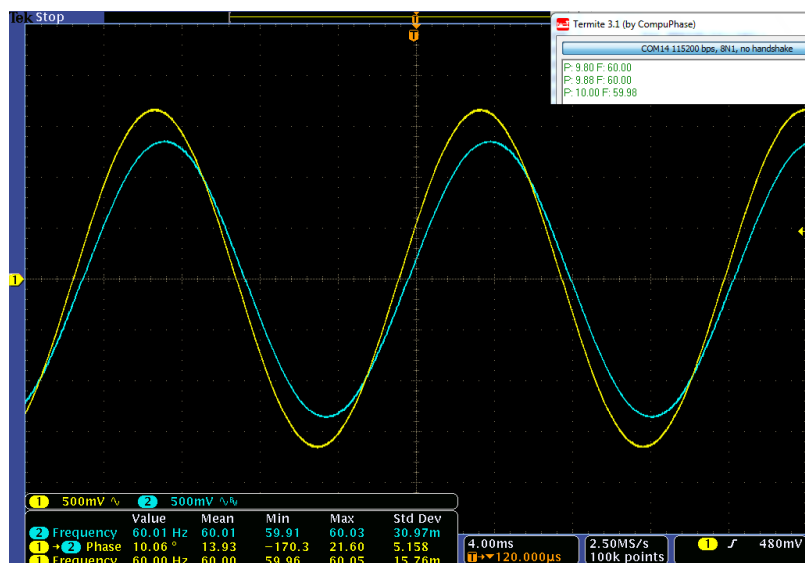 Tek Stop
T
T
Termite 3.1 (by CompuPhase)
COM14 115200 bps, 8N1, no handshake
P: 9.80 F: 60.00
P: 9.88 F: 60.00
P: 10.00 F: 59.98
1
1 500mV 2 500mV
Value Mean Min Max Std Dev
2 Frequency 60.01 Hz 60.01 59.91 60.03 30.97m
1 → 2 Phase 10.06 ° 13.93 −170.3 21.60 5.158
1 Frequency 60.00 Hz 60.00 59.96 60.05 15.76m
4.00ms
T→▼120.000µs
2.50MS/s
100k points
1 480mV